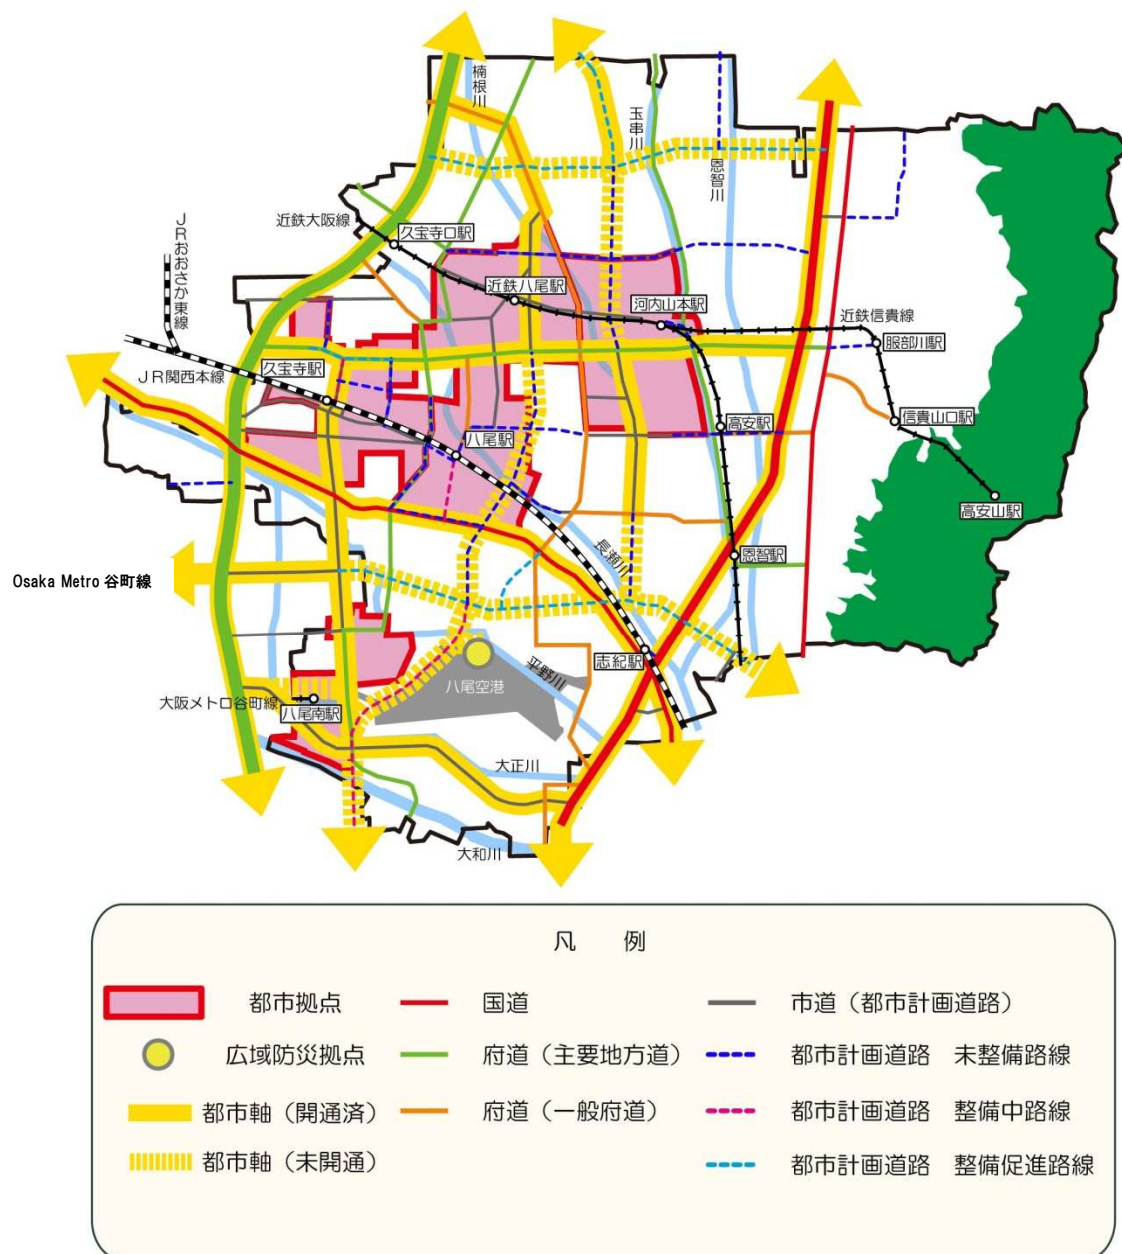 楠根川
玉串川
恩智川
近鉄大阪線
久宝寺口駅
JRおおさか東線
近鉄八尾駅
河内山本駅
近鉄信貴線
服部川駅
JR関西本線
久宝寺駅
信貴山口駅
八尾駅
高安駅
高安山駅
長瀬川
恩智駅
Osaka Metro 谷町線
志紀駅
平野川
八尾空港
大阪メトロ谷町線
八尾南駅
大正川
大和川
凡 例
都市拠点
国道
市道（都市計画道路）
広域防災拠点
府道（主要地方道）
都市計画道路 未整備路線
都市軸（開通済）
府道（一般府道）
都市計画道路 整備中路線
都市軸（未開通）
都市計画道路 整備促進路線